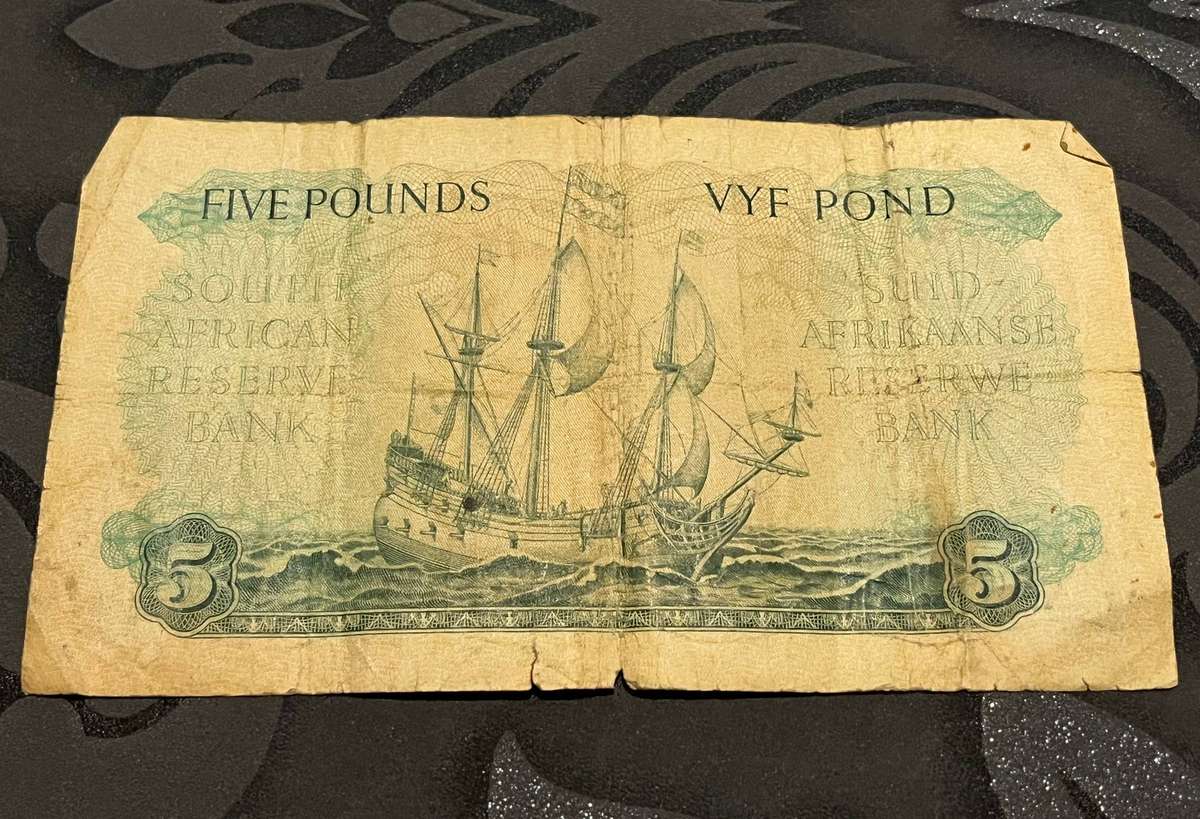 FIVE POUNDS
VYF POND
SOUTH
AFRICAN
RESERVE
BANK
SUID-
AFRIKAANSE
RESERWE
BANK
5
5